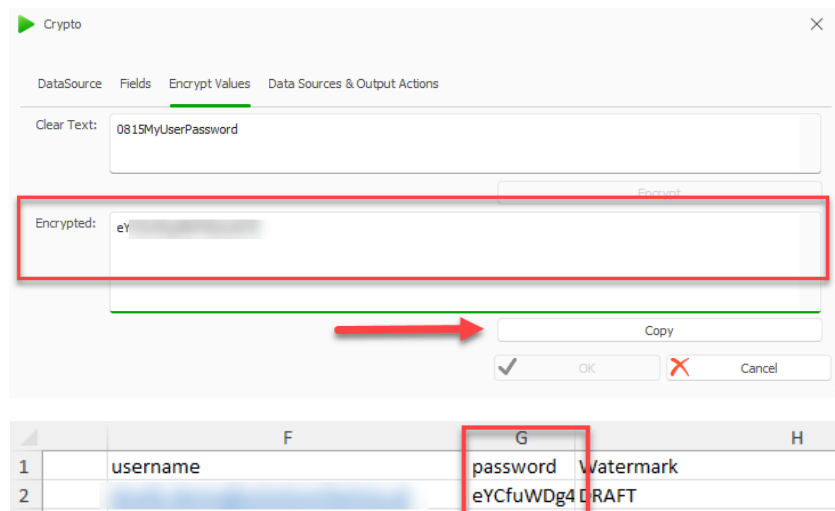 Crypto
DataSource Fields Encrypt Values Data Sources & Output Actions
Clear Text: 0815MyUserPassword
Encrypt
Encrypted: eY
Copy
OK Cancel
F G H
1 username password Watermark
2 eYCfuWDg4 DRAFT